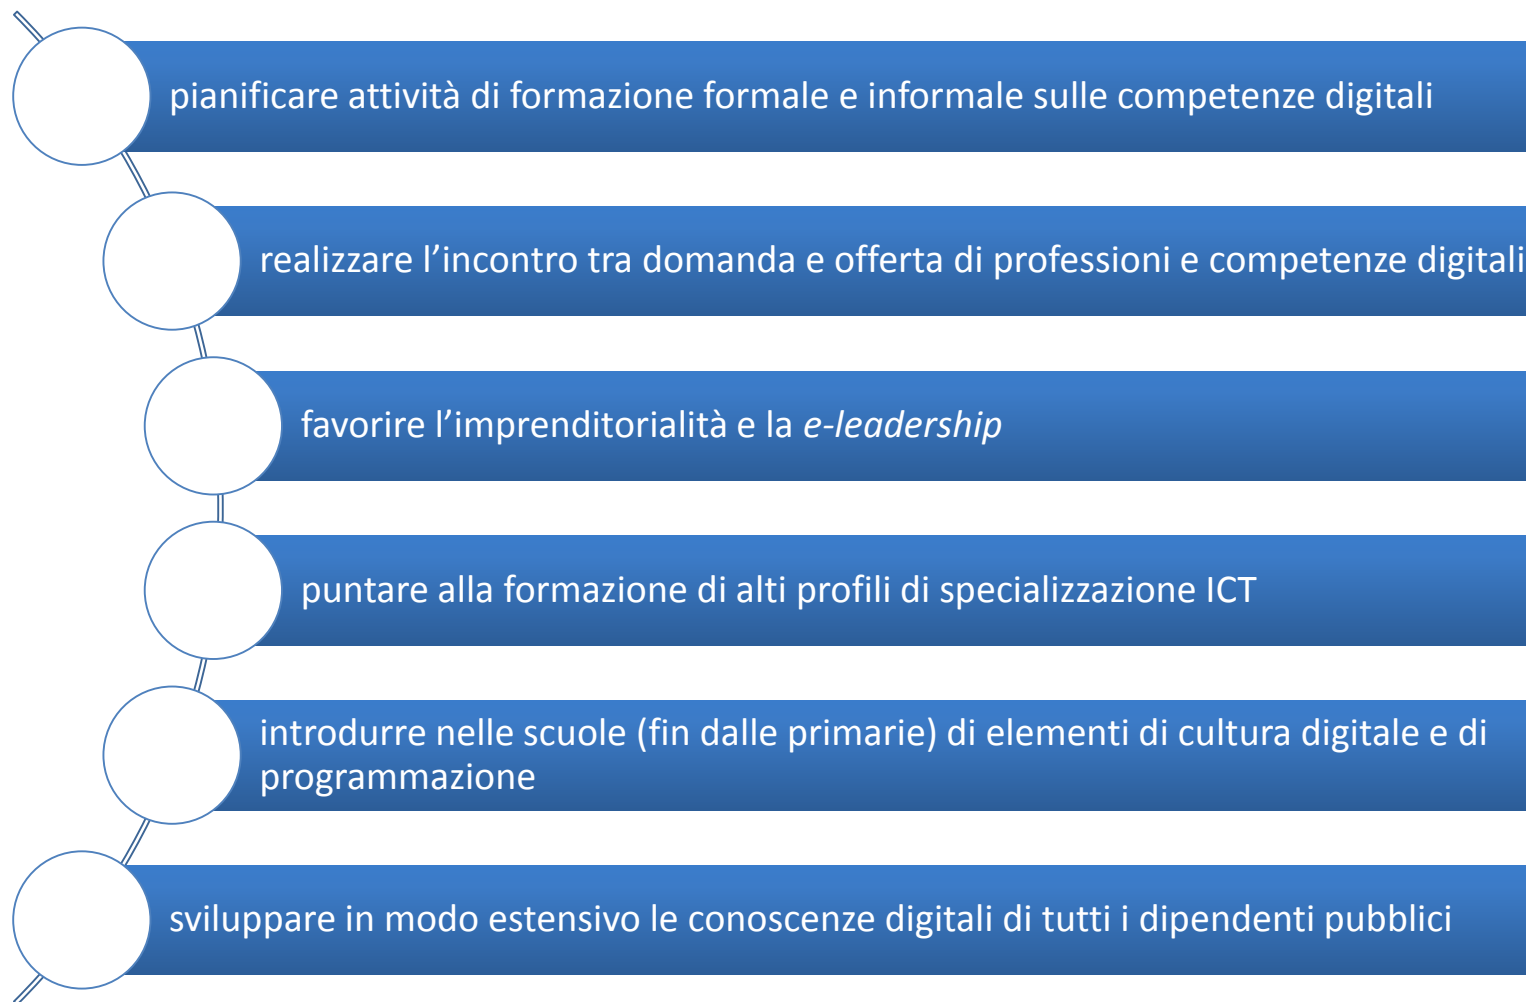 pianificare attività di formazione formale e informale sulle competenze digitali
realizzare l’incontro tra domanda e offerta di professioni e competenze digitali
favorire l’imprenditorialità e la e-leadership
puntare alla formazione di alti profili di specializzazione ICT
introdurre nelle scuole (fin dalle primarie) di elementi di cultura digitale e di
programmazione
sviluppare in modo estensivo le conoscenze digitali di tutti i dipendenti pubblici